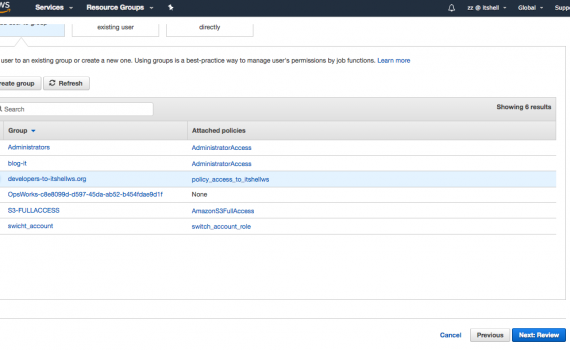 Services Resource Groups zz @ itshell Global Supp
existing user directly
user to an existing group or create a new one. Using groups is a best-practice way to manage user's permissions by job functions. Learn more
reate group Refresh
Search Showing 6 results
Group Attached policies
Administrators AdministratorAccess
blog-it AdministratorAccess
developers-to-itshellws.org policy_access_to_itshellws
OpsWorks-c8e8099d-d597-45da-ab52-b454fdae9d1f None
S3-FULLACCESS AmazonS3FullAccess
swicht_account switch_account_role
Cancel Previous Next: Review